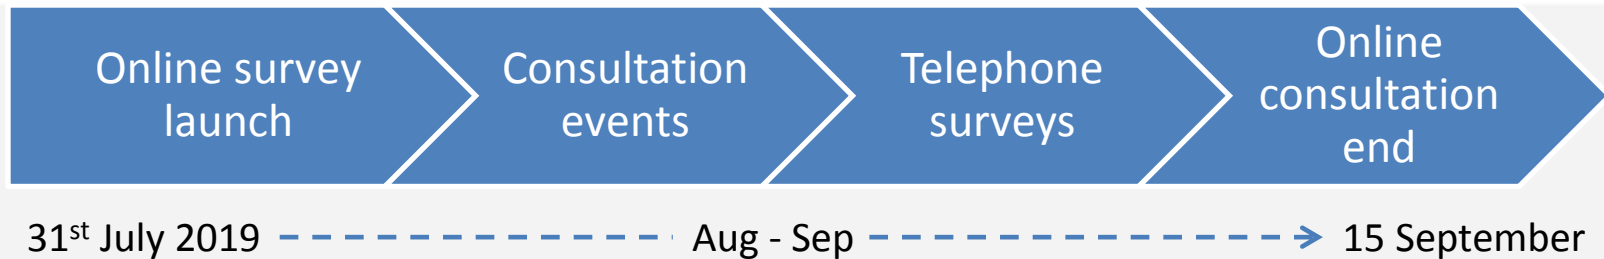 Online survey
launch
Consultation
events
Telephone
surveys
Online
consultation
end
31st July 2019
Aug - Sep
15 September